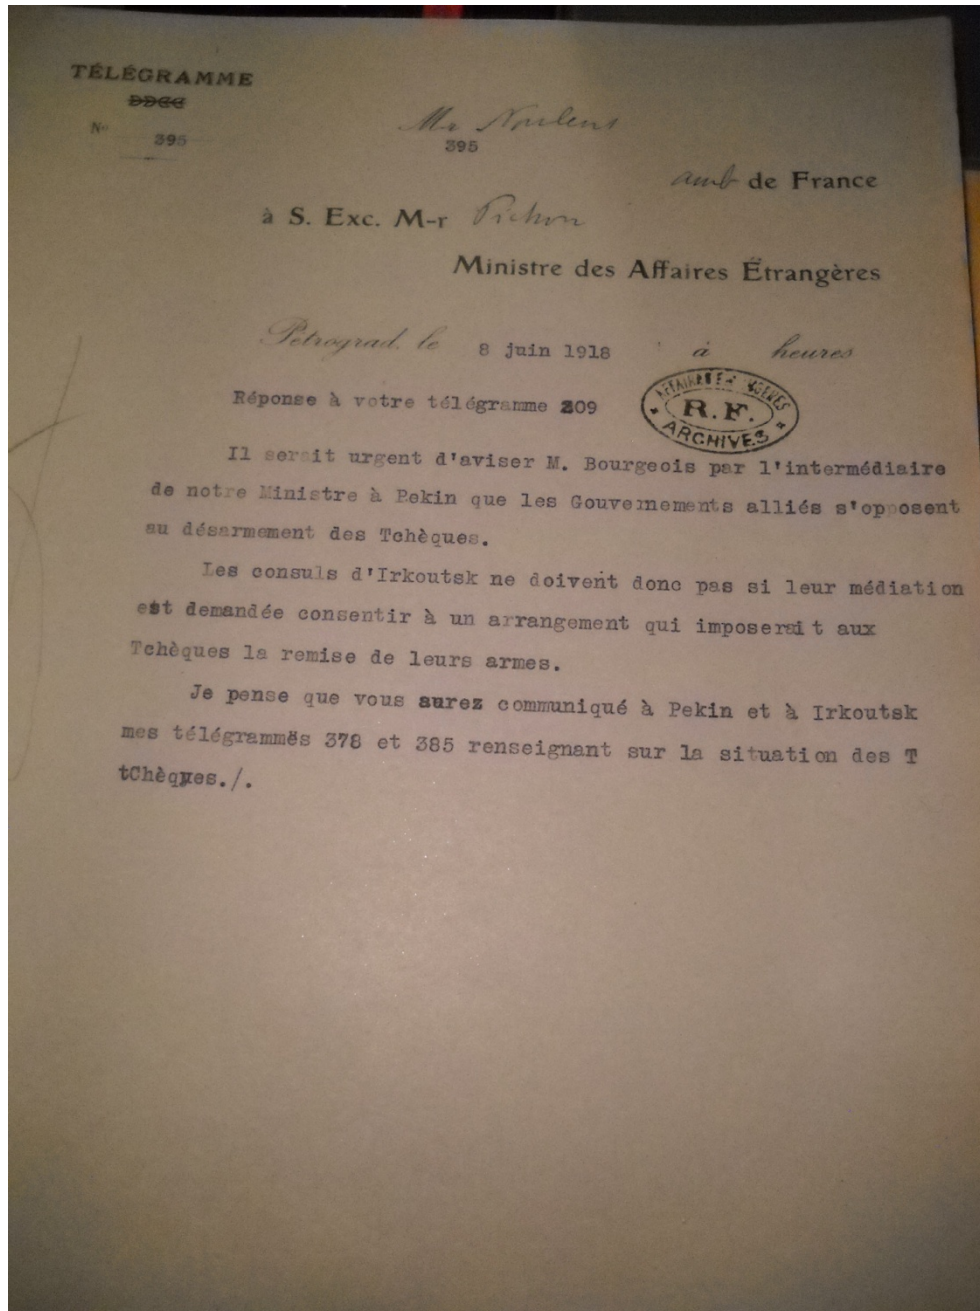 TÉLÉGRAMME
N° 395
Mr Noulens
395
amb de France
à S. Exc. M-r Pichon
Ministre des Affaires Étrangères
Pétrograd. le 8 juin 1918 à heures
Réponse à votre télégramme 209
AFFAIRES ETRANGÈRES
R.F.
ARCHIVES
Il serait urgent d'aviser M. Bourgeois par l'intermédiaire
de notre Ministre à Pekin que les Gouvernements alliés s'opposent
au désarmement des Tchèques.
Les consuls d'Irkoutsk ne doivent donc pas si leur médiation
est demandée consentir à un arrangement qui imposerait aux
Tchèques la remise de leurs armes.
Je pense que vous aurez communiqué à Pekin et à Irkoutsk
mes télégrammes 378 et 385 renseignant sur la situation des T
tChèques./.